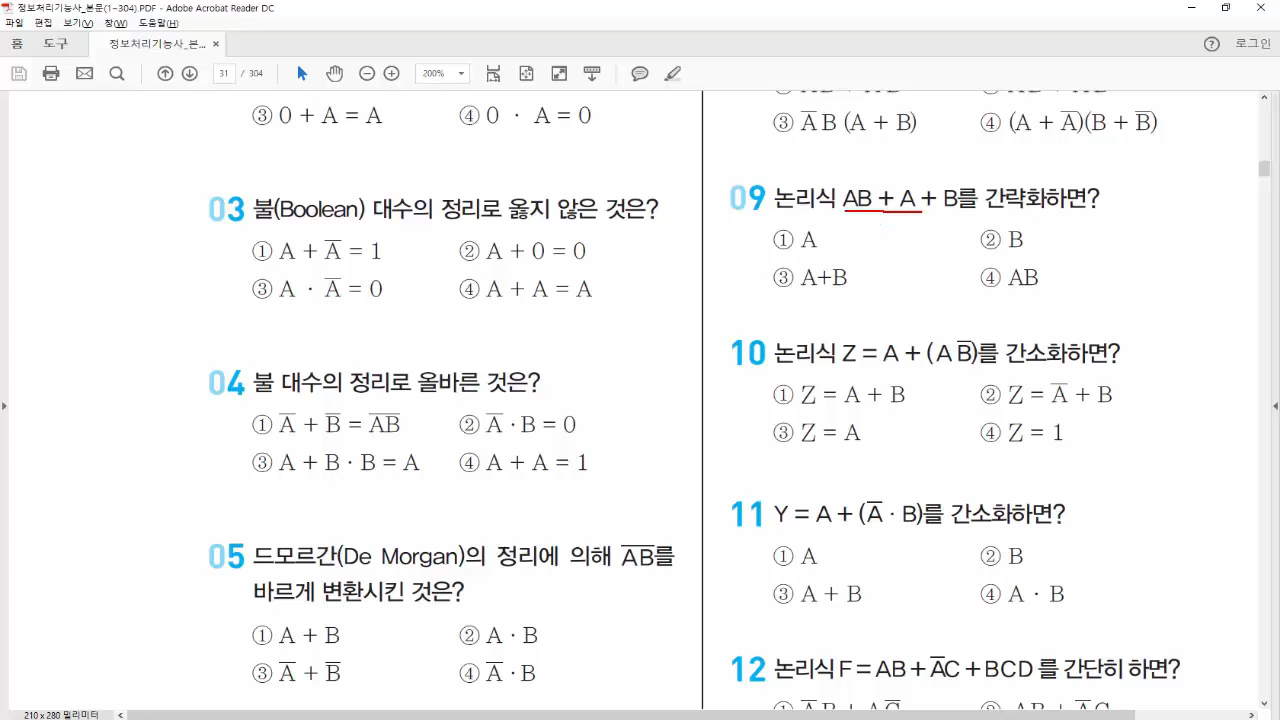 정보처리기능사_본문(1~304).PDF - Adobe Acrobat Reader DC
파일 편집 보기(V) 창(W) 도움말(H)
홈 도구 정보처리기능사_본... × ? 로그인
31 / 304 200%
③ 0 + A = A ④ 0 · A = 0
03 불(Boolean) 대수의 정리로 옳지 않은 것은?
① A + A̅ = 1 ② A + 0 = 0
③ A · A̅ = 0 ④ A + A = A
04 불 대수의 정리로 올바른 것은?
① A̅ + B̅ = A̅B̅ ② A̅ · B = 0
③ A + B · B = A ④ A + A = 1
05 드모르간(De Morgan)의 정리에 의해 A̅B̅를
바르게 변환시킨 것은?
① A + B ② A · B
③ A̅ + B̅ ④ A̅ · B
③ A̅ B (A + B) ④ (A + A̅)(B + B̅)
09 논리식 AB + A + B를 간략화하면?
① A ② B
③ A+B ④ AB
10 논리식 Z = A + (A B̅)를 간소화하면?
① Z = A + B ② Z = A̅ + B
③ Z = A ④ Z = 1
11 Y = A + (A̅ · B)를 간소화하면?
① A ② B
③ A + B ④ A · B
12 논리식 F = AB + A̅C + BCD 를 간단히 하면?
210 x 280 밀리미터